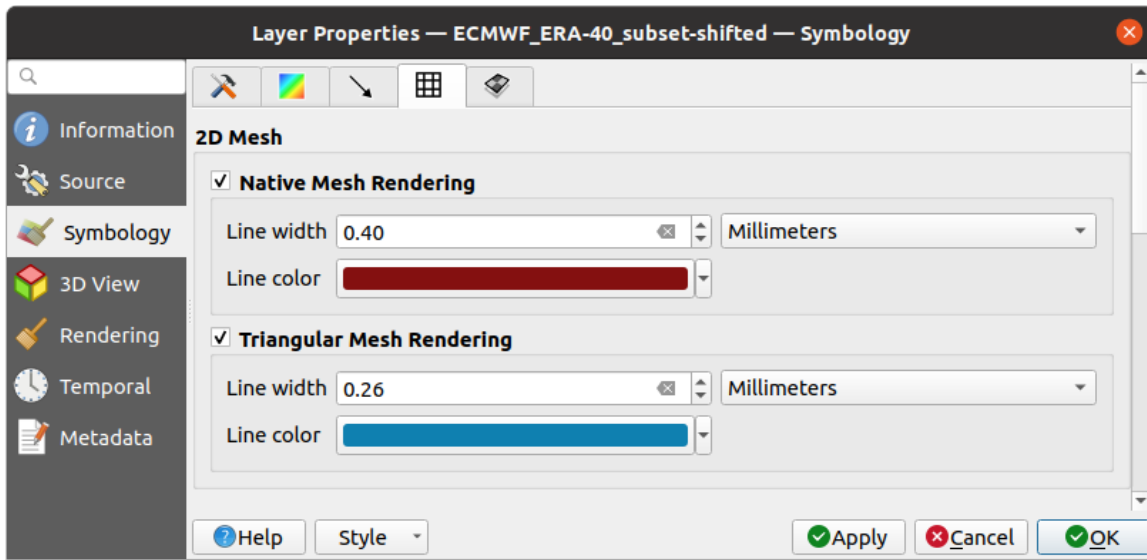 Layer Properties — ECMWF_ERA-40_subset-shifted — Symbology
Information
Source
Symbology
3D View
Rendering
Temporal
Metadata
2D Mesh
Native Mesh Rendering
Line width 0.40 Millimeters
Line color
Triangular Mesh Rendering
Line width 0.26 Millimeters
Line color
Help Style Apply Cancel OK